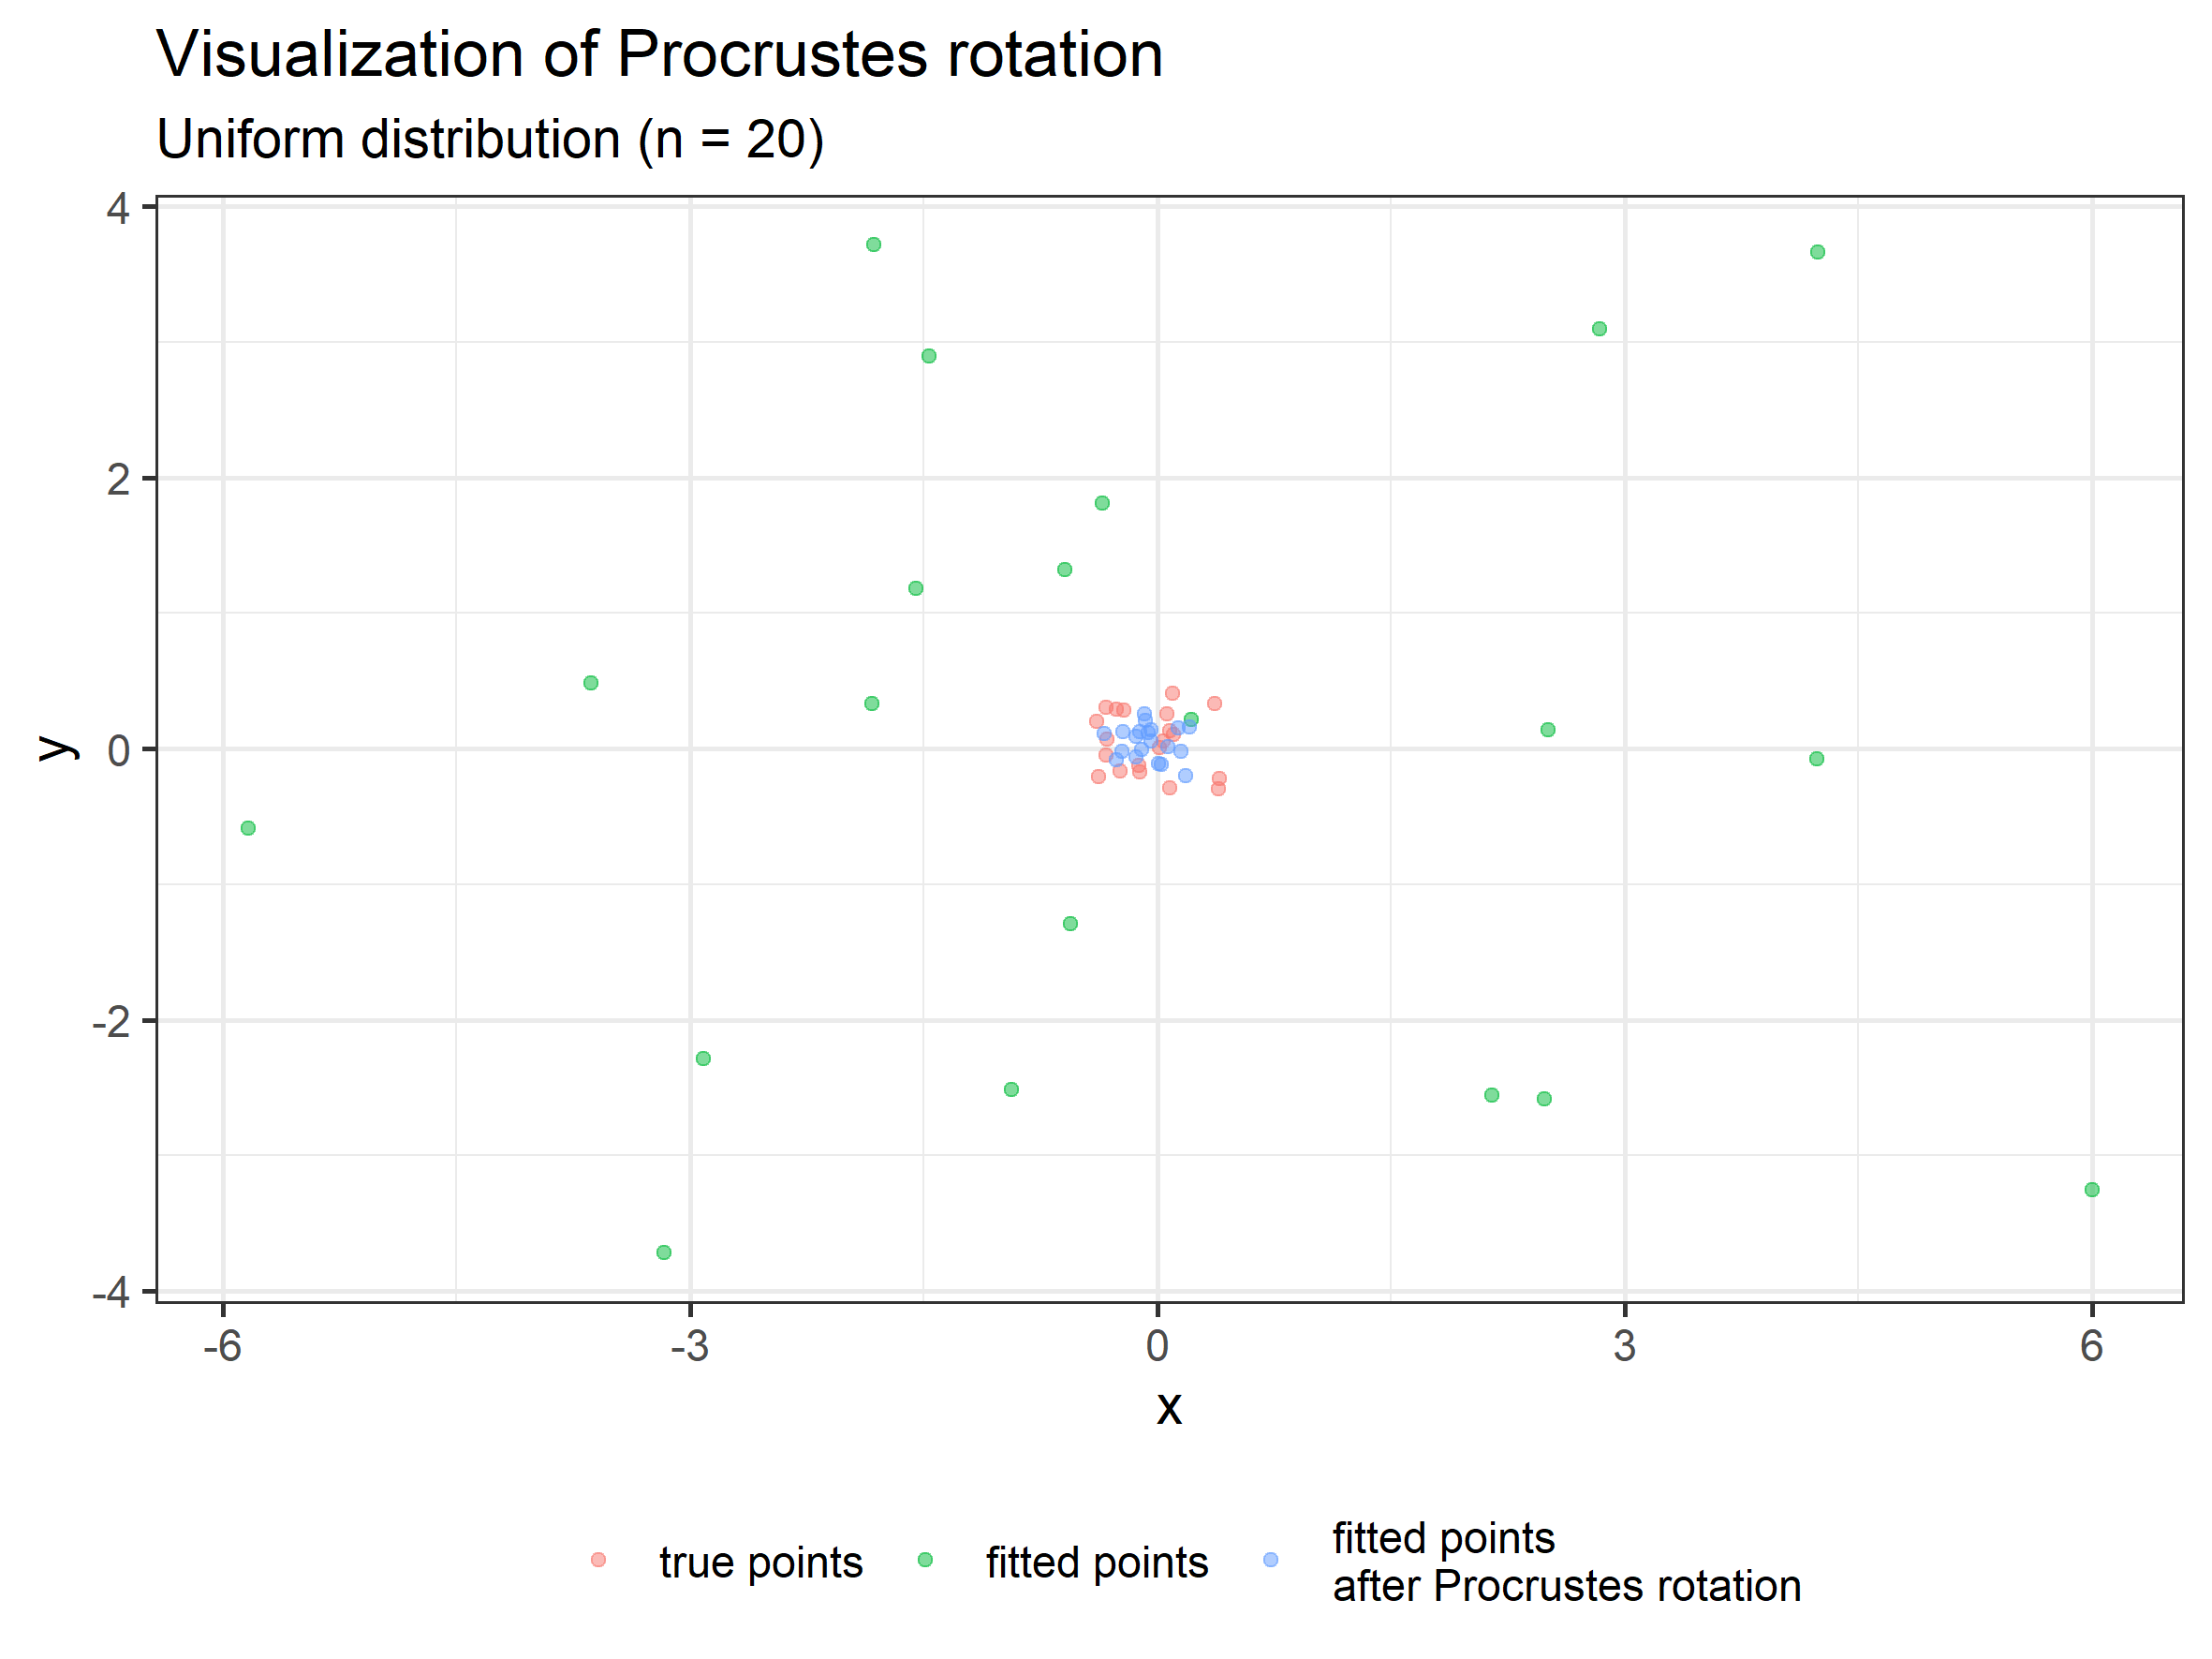 Visualization of Procrustes rotation
Uniform distribution (n = 20)
4
2
0
-2
-4
y
-6 -3 0 3 6
x
true points fitted points fitted points
after Procrustes rotation